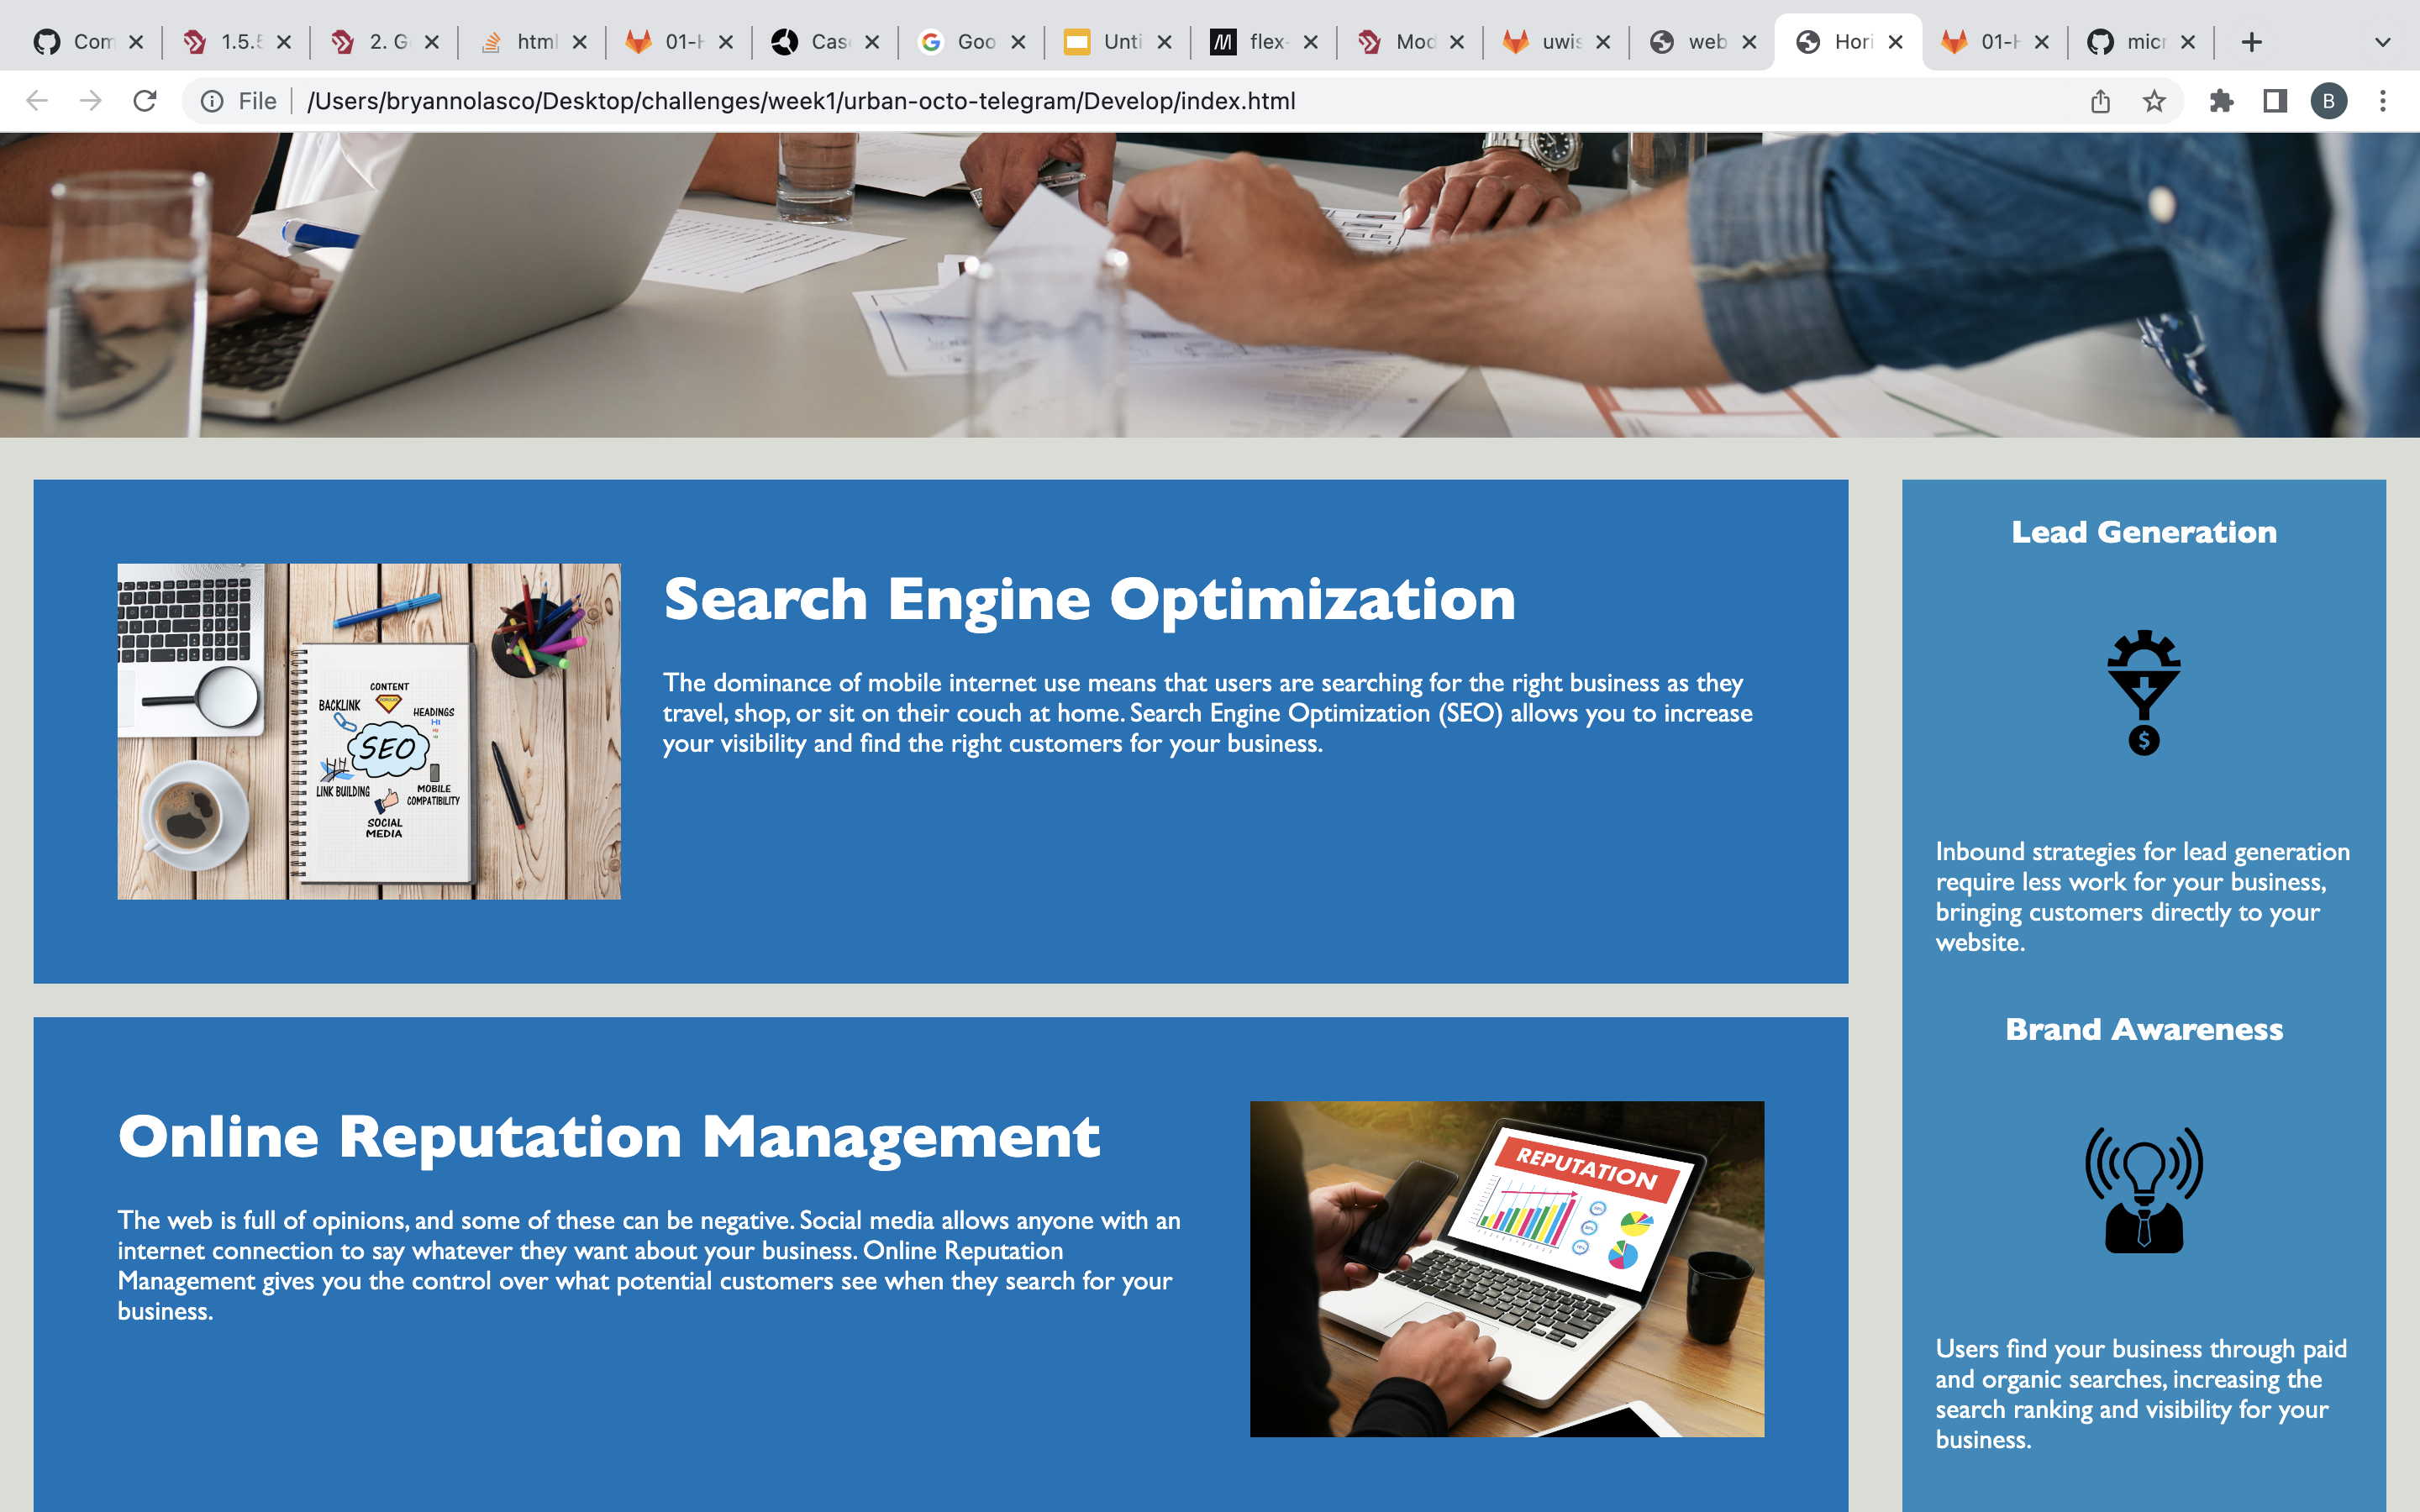 Com
1.5.5
2. G
html
01-H
Cas
Goo
Unti
flex-
Mod
uwis
web
Hori
01-H
micr
File
/Users/bryannolasco/Desktop/challenges/week1/urban-octo-telegram/Develop/index.html
B
Search Engine Optimization
The dominance of mobile internet use means that users are searching for the right business as they
travel, shop, or sit on their couch at home. Search Engine Optimization (SEO) allows you to increase
your visibility and find the right customers for your business.
CONTENT
BACKLINK
HEADINGS
H1
SEO
LINK BUILDING
MOBILE
COMPATIBILITY
SOCIAL
MEDIA
Online Reputation Management
The web is full of opinions, and some of these can be negative. Social media allows anyone with an
internet connection to say whatever they want about your business. Online Reputation
Management gives you the control over what potential customers see when they search for your
business.
REPUTATION
Lead Generation
$
Inbound strategies for lead generation
require less work for your business,
bringing customers directly to your
website.
Brand Awareness
Users find your business through paid
and organic searches, increasing the
search ranking and visibility for your
business.